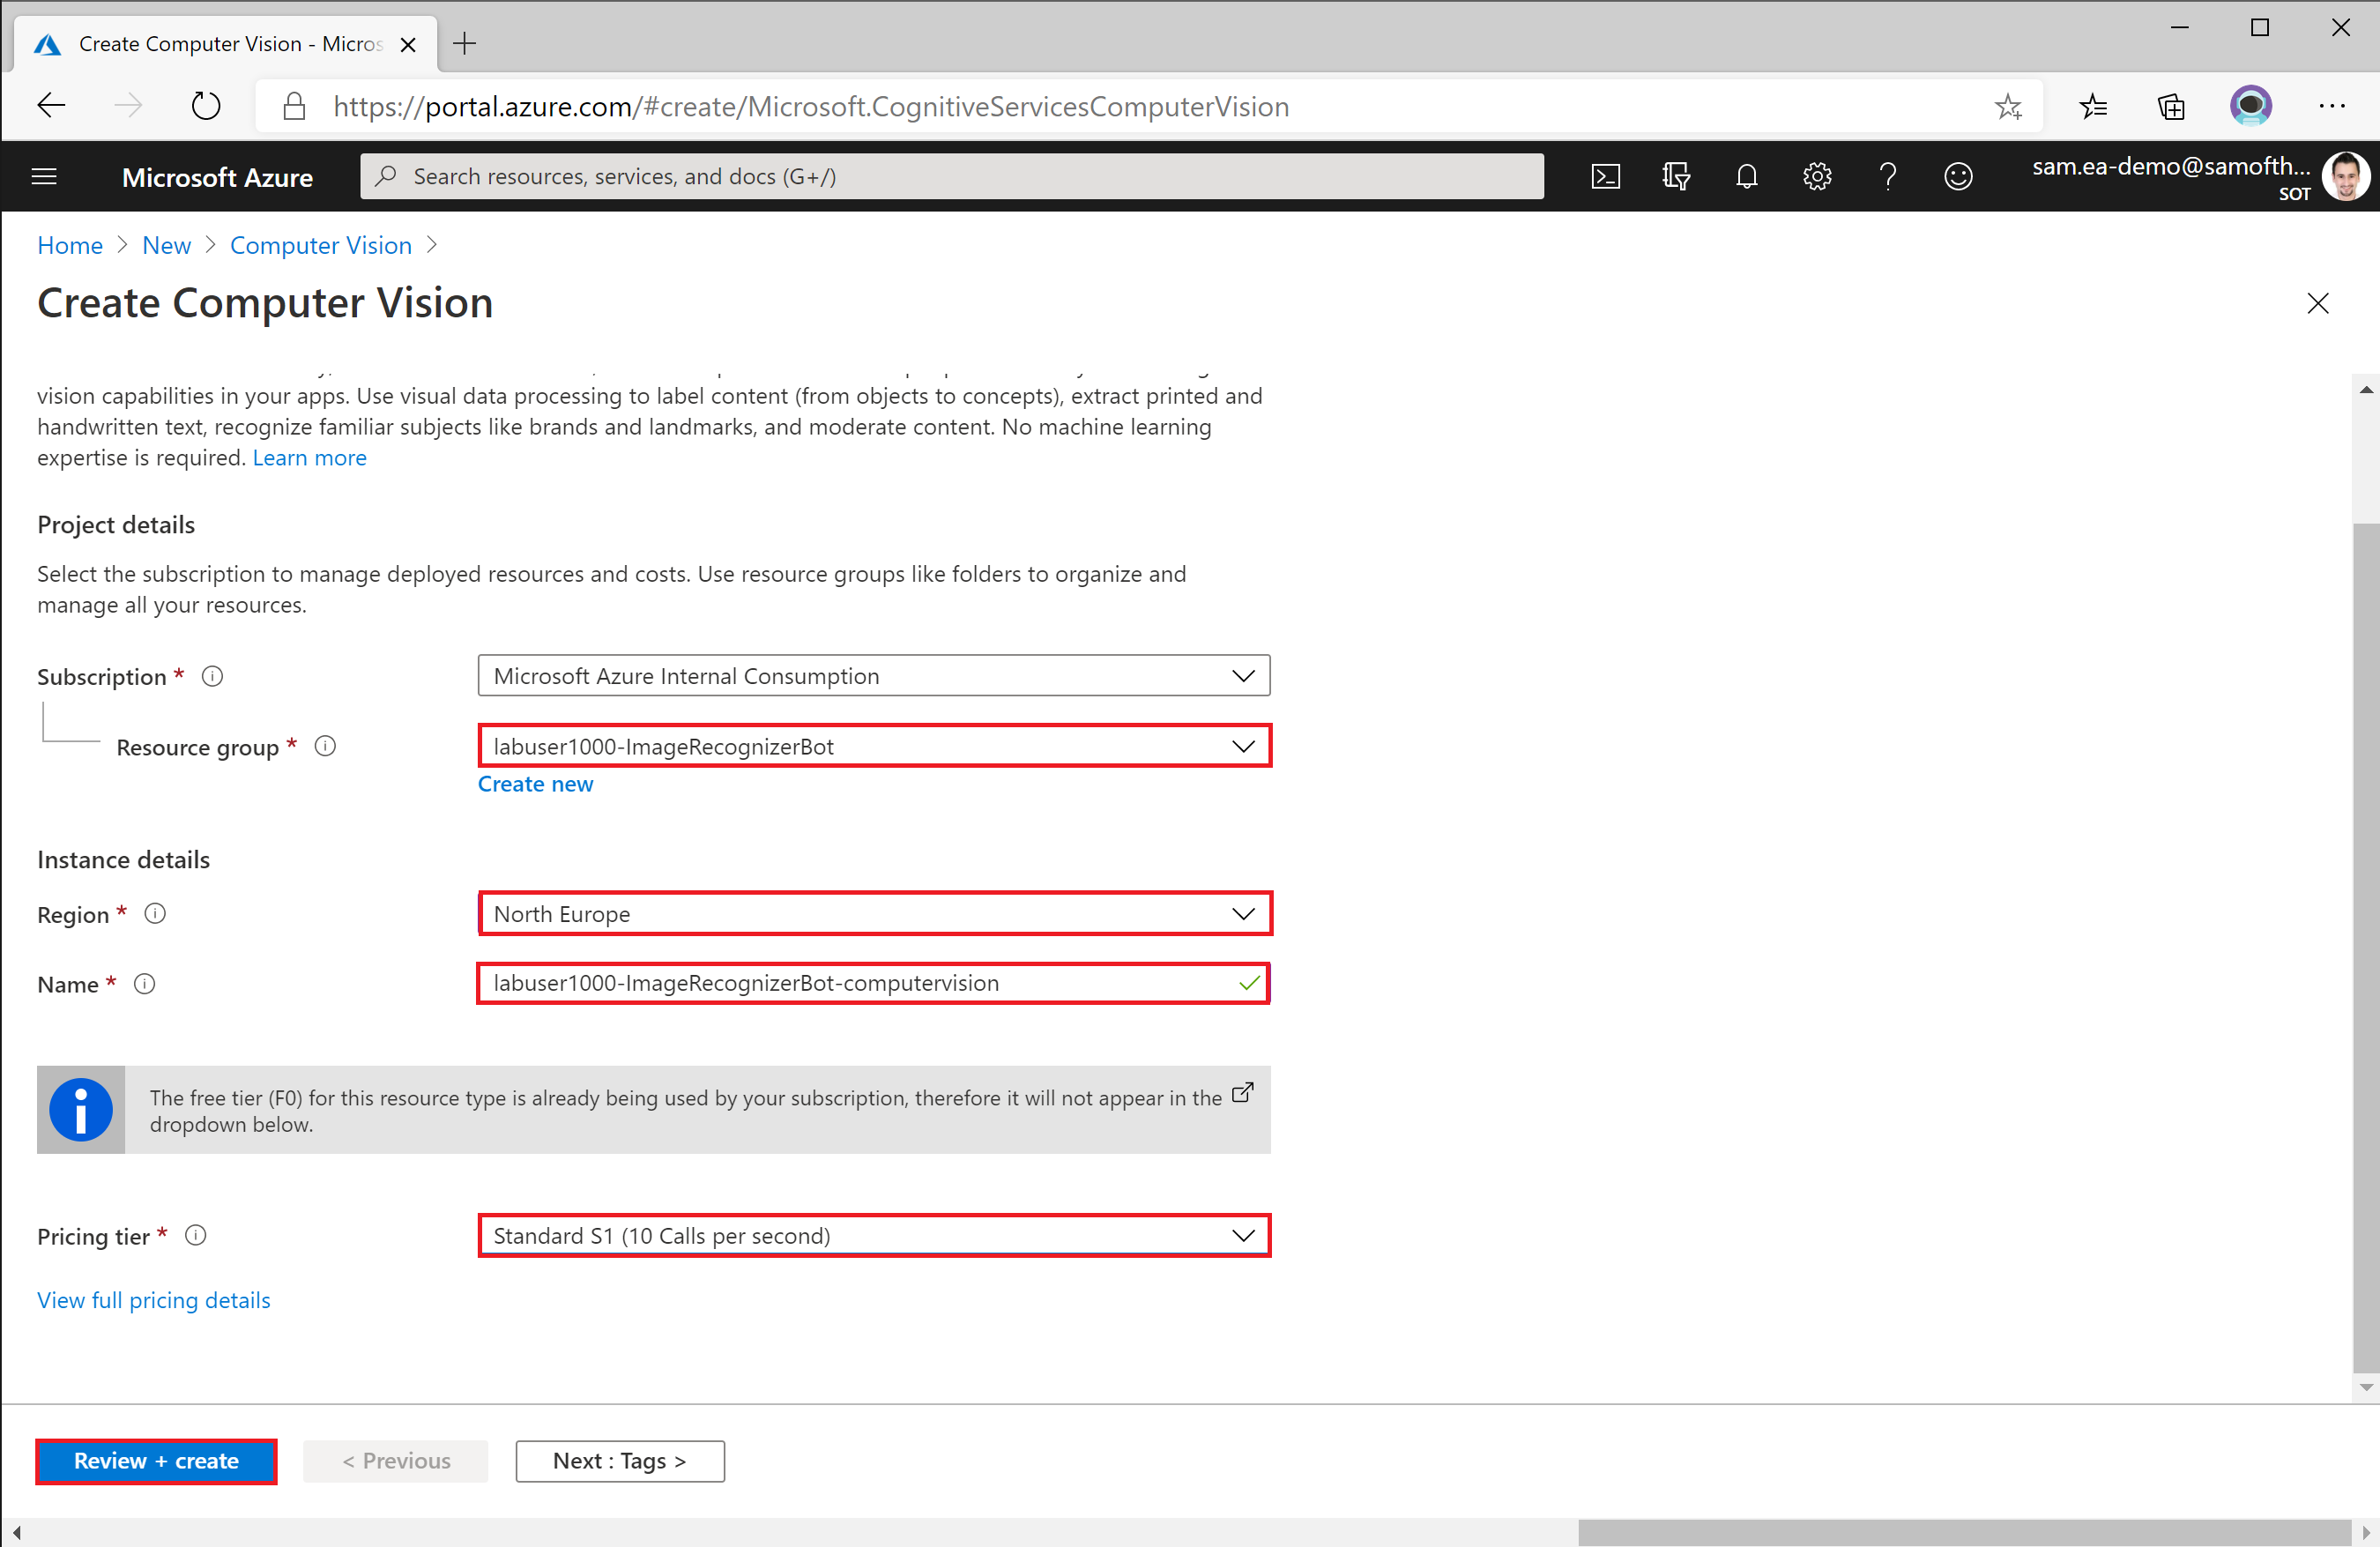 Create Computer Vision - Micros
https://portal.azure.com/#create/Microsoft.CognitiveServicesComputerVision
Microsoft Azure
Search resources, services, and docs (G+/)
sam.ea-demo@samofth...
SOT
Home > New > Computer Vision >
Create Computer Vision
vision capabilities in your apps. Use visual data processing to label content (from objects to concepts), extract printed and
handwritten text, recognize familiar subjects like brands and landmarks, and moderate content. No machine learning
expertise is required. Learn more
Project details
Select the subscription to manage deployed resources and costs. Use resource groups like folders to organize and
manage all your resources.
Subscription *
Microsoft Azure Internal Consumption
Resource group *
labuser1000-ImageRecognizerBot
Create new
Instance details
Region *
North Europe
Name *
labuser1000-ImageRecognizerBot-computervision
The free tier (F0) for this resource type is already being used by your subscription, therefore it will not appear in the
dropdown below.
Pricing tier *
Standard S1 (10 Calls per second)
View full pricing details
Review + create
< Previous
Next : Tags >